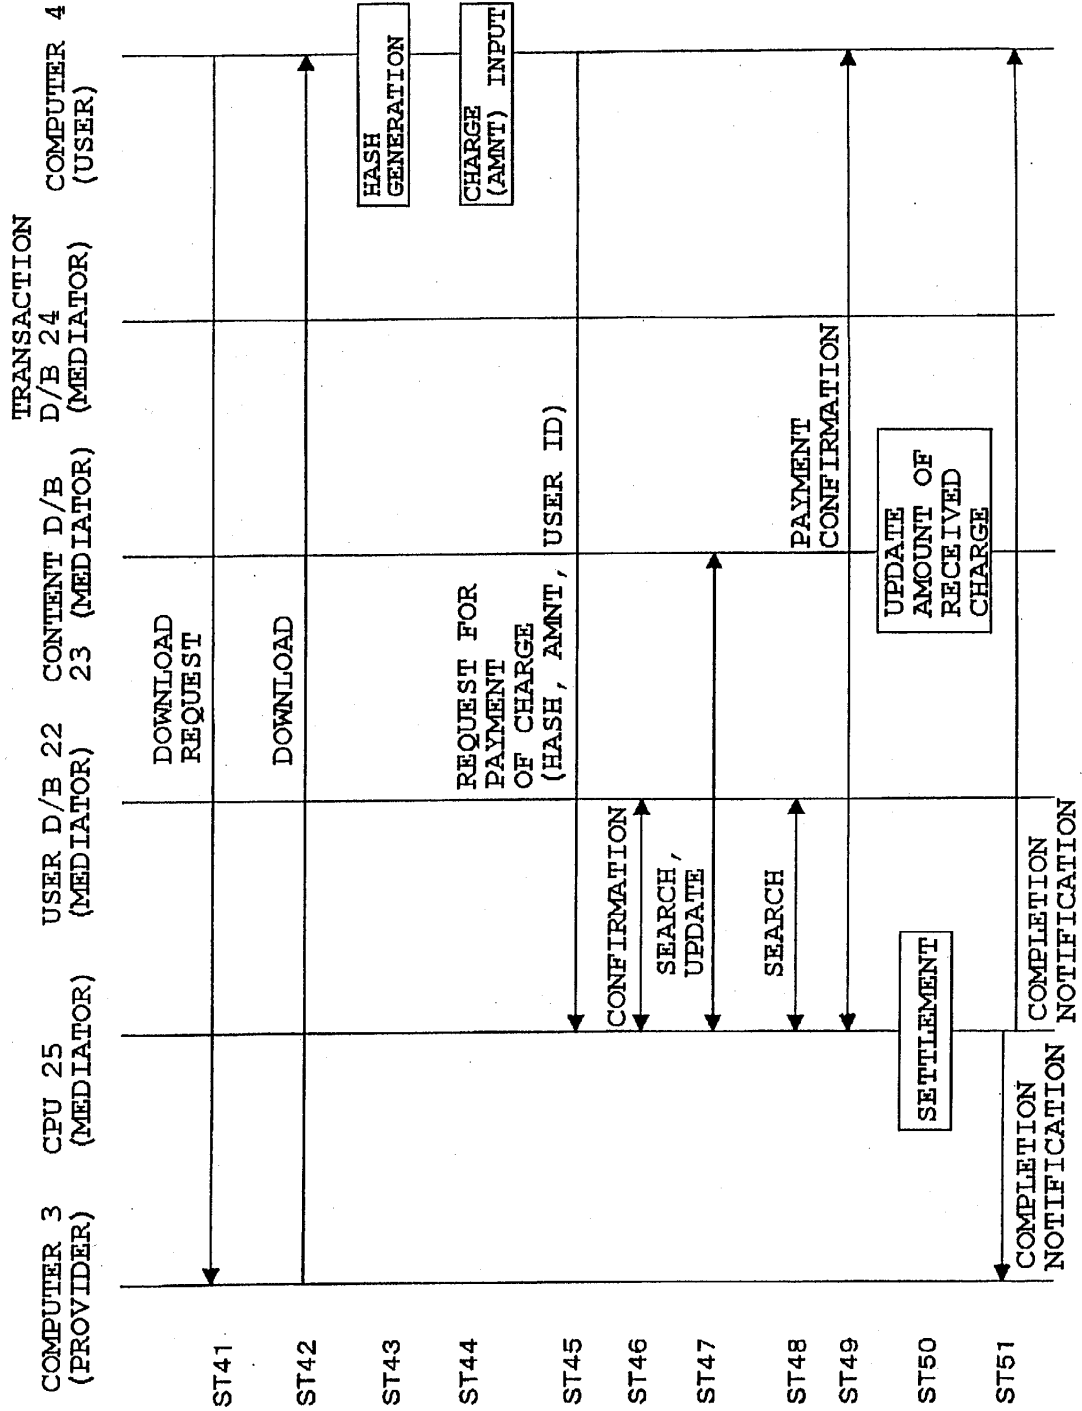 COMPUTER 3
(PROVIDER)
CPU 25
(MEDIATOR)
USER D/B 22
(MEDIATOR)
CONTENT D/B
23 (MEDIATOR)
TRANSACTION
D/B 24
(MEDIATOR)
COMPUTER 4
(USER)
ST41
DOWNLOAD
REQUEST
ST42
DOWNLOAD
ST43
HASH
GENERATION
ST44
CHARGE
(AMNT) INPUT
ST45
REQUEST FOR
PAYMENT
OF CHARGE
(HASH, AMNT, USER ID)
ST46
CONFIRMATION
ST47
SEARCH,
UPDATE
ST48
SEARCH
ST49
PAYMENT
CONFIRMATION
ST50
SETTLEMENT
UPDATE
AMOUNT OF
RECEIVED
CHARGE
ST51
COMPLETION
NOTIFICATION
COMPLETION
NOTIFICATION